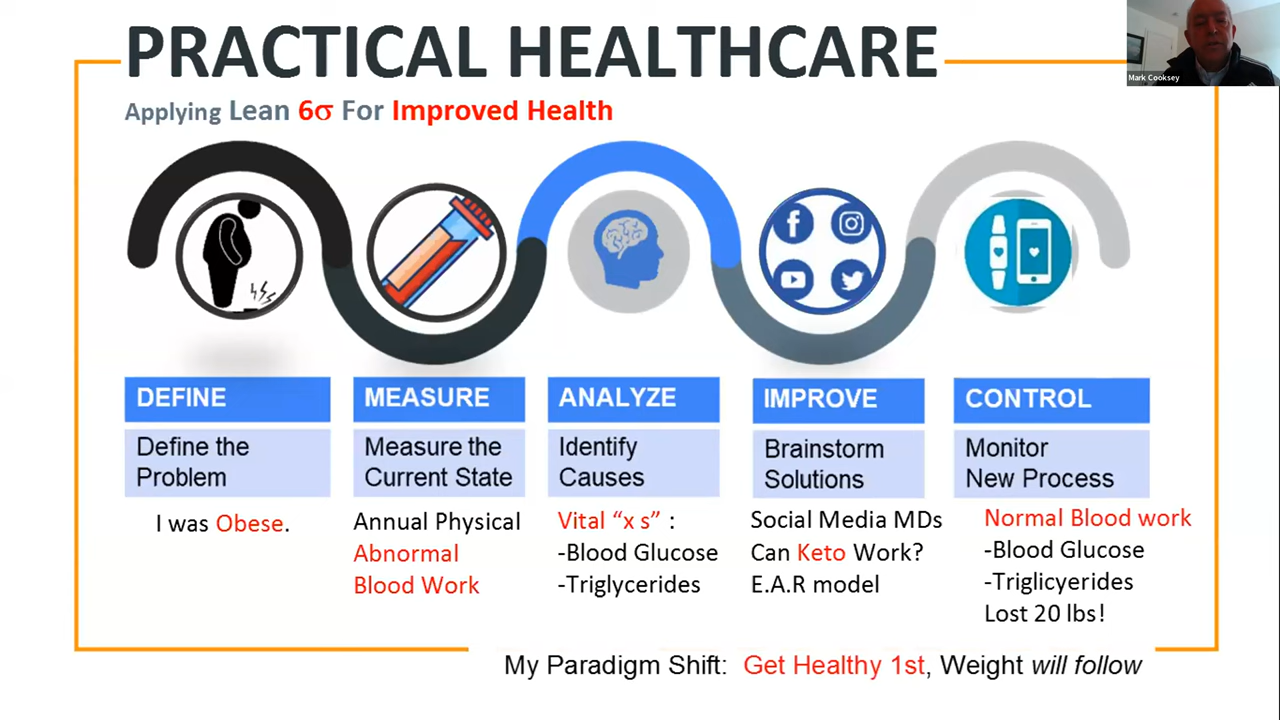 PRACTICAL HEALTHCARE
Mark Cooksey
Applying Lean 6σ For Improved Health
DEFINE
Define the
Problem
I was Obese.
MEASURE
Measure the
Current State
Annual Physical
Abnormal
Blood Work
ANALYZE
Identify
Causes
Vital “x s” :
-Blood Glucose
-Triglycerides
IMPROVE
Brainstorm
Solutions
Social Media MDs
Can Keto Work?
E.A.R model
CONTROL
Monitor
New Process
Normal Blood work
-Blood Glucose
-Triglicyerides
Lost 20 lbs!
My Paradigm Shift: Get Healthy 1st, Weight will follow